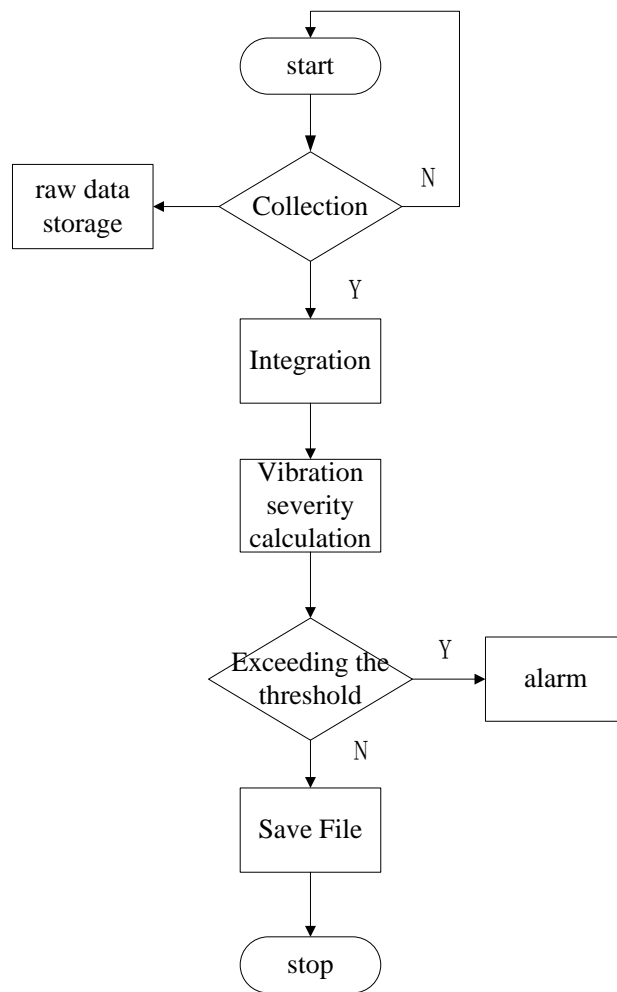 start
N
raw data
storage
Collection
Y
Integration
Vibration
severity
calculation
Exceeding the
threshold
Y
alarm
N
Save File
stop